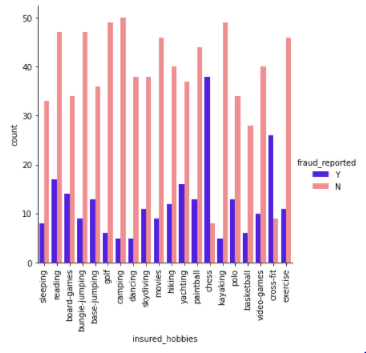 50
40
30
20
10
0
count
sleeping
reading
board-games
bungie-jumping
base-jumping
golf
camping
dancing
skydiving
movies
hiking
yachting
paintball
chess
kayaking
polo
basketball
video-games
cross-fit
exercise
insured_hobbies
fraud_reported
Y
N